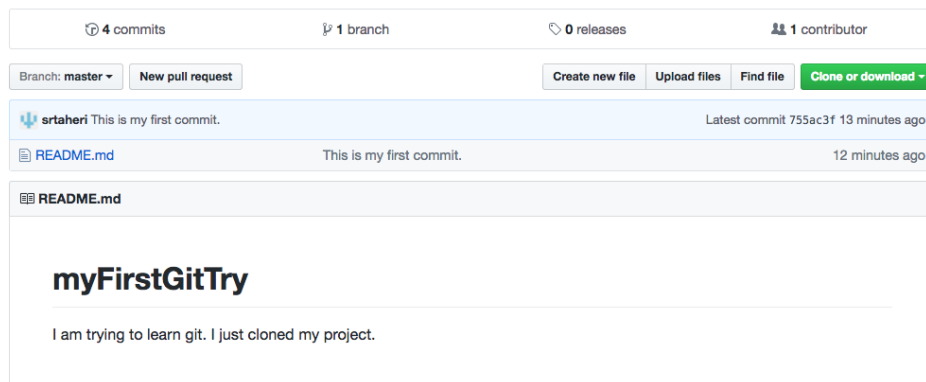 4 commits 1 branch 0 releases 1 contributor
Branch: master New pull request Create new file Upload files Find file Clone or download
srtaheri This is my first commit. Latest commit 755ac3f 13 minutes ago
README.md This is my first commit. 12 minutes ago
README.md
myFirstGitTry
I am trying to learn git. I just cloned my project.